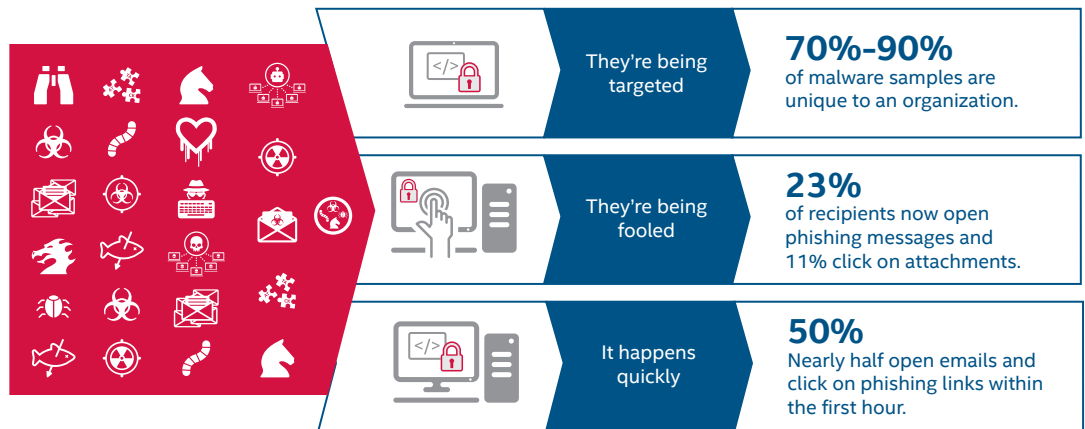 </>
They're being
targeted
70%-90%
of malware samples are
unique to an organization.
They're being
fooled
23%
of recipients now open
phishing messages and
11% click on attachments.
</>
It happens
quickly
50%
Nearly half open emails and
click on phishing links within
the first hour.